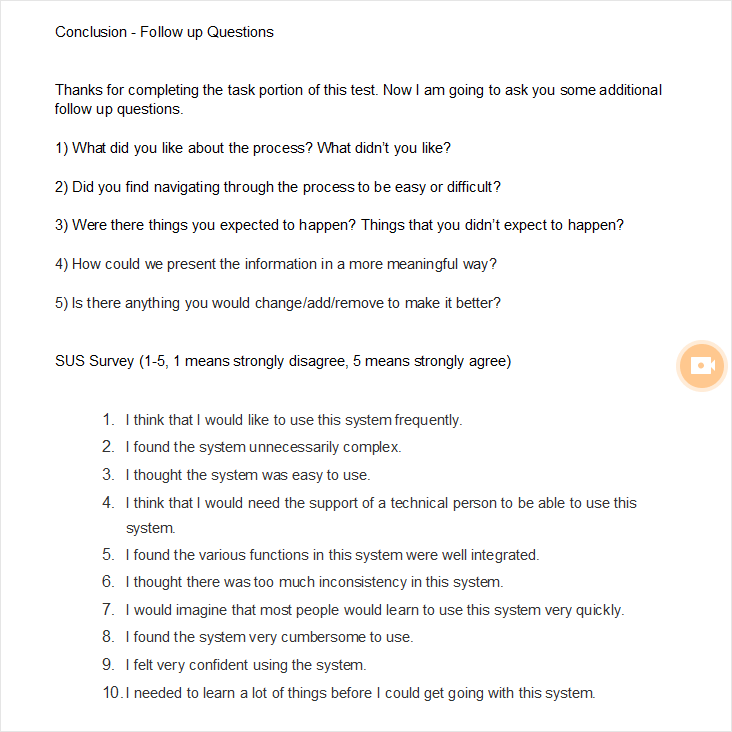 Conclusion - Follow up Questions
Thanks for completing the task portion of this test. Now I am going to ask you some additional
follow up questions.
1) What did you like about the process? What didn’t you like?
2) Did you find navigating through the process to be easy or difficult?
3) Were there things you expected to happen? Things that you didn’t expect to happen?
4) How could we present the information in a more meaningful way?
5) Is there anything you would change/add/remove to make it better?
SUS Survey (1-5, 1 means strongly disagree, 5 means strongly agree)
1. I think that I would like to use this system frequently.
2. I found the system unnecessarily complex.
3. I thought the system was easy to use.
4. I think that I would need the support of a technical person to be able to use this
system.
5. I found the various functions in this system were well integrated.
6. I thought there was too much inconsistency in this system.
7. I would imagine that most people would learn to use this system very quickly.
8. I found the system very cumbersome to use.
9. I felt very confident using the system.
10. I needed to learn a lot of things before I could get going with this system.